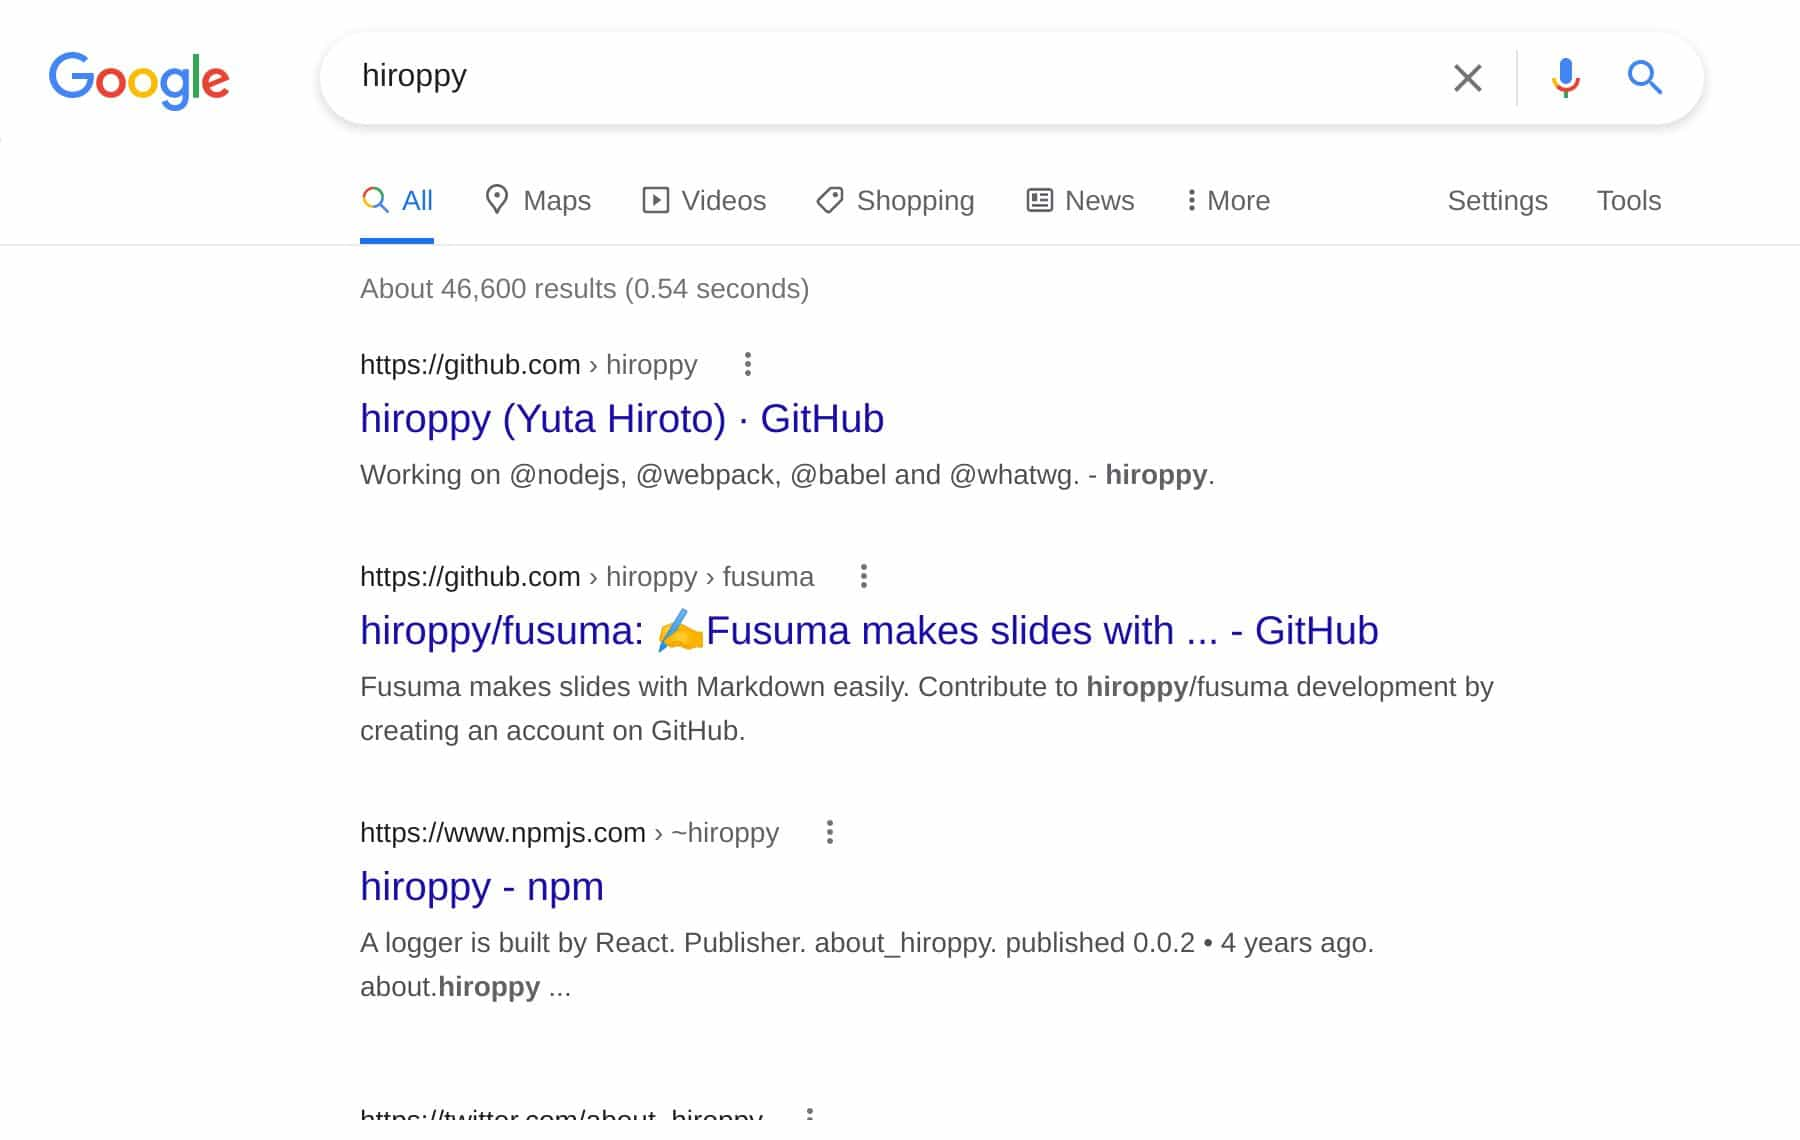 Google
hiroppy
All Maps Videos Shopping News More Settings Tools
About 46,600 results (0.54 seconds)
https://github.com › hiroppy
hiroppy (Yuta Hiroto) · GitHub
Working on @nodejs, @webpack, @babel and @whatwg. - hiroppy.
https://github.com › hiroppy › fusuma
hiroppy/fusuma: ✍️Fusuma makes slides with ... - GitHub
Fusuma makes slides with Markdown easily. Contribute to hiroppy/fusuma development by
creating an account on GitHub.
https://www.npmjs.com › ~hiroppy
hiroppy - npm
A logger is built by React. Publisher. about_hiroppy. published 0.0.2 • 4 years ago.
about.hiroppy ...
https://twitter.com/about_hiroppy